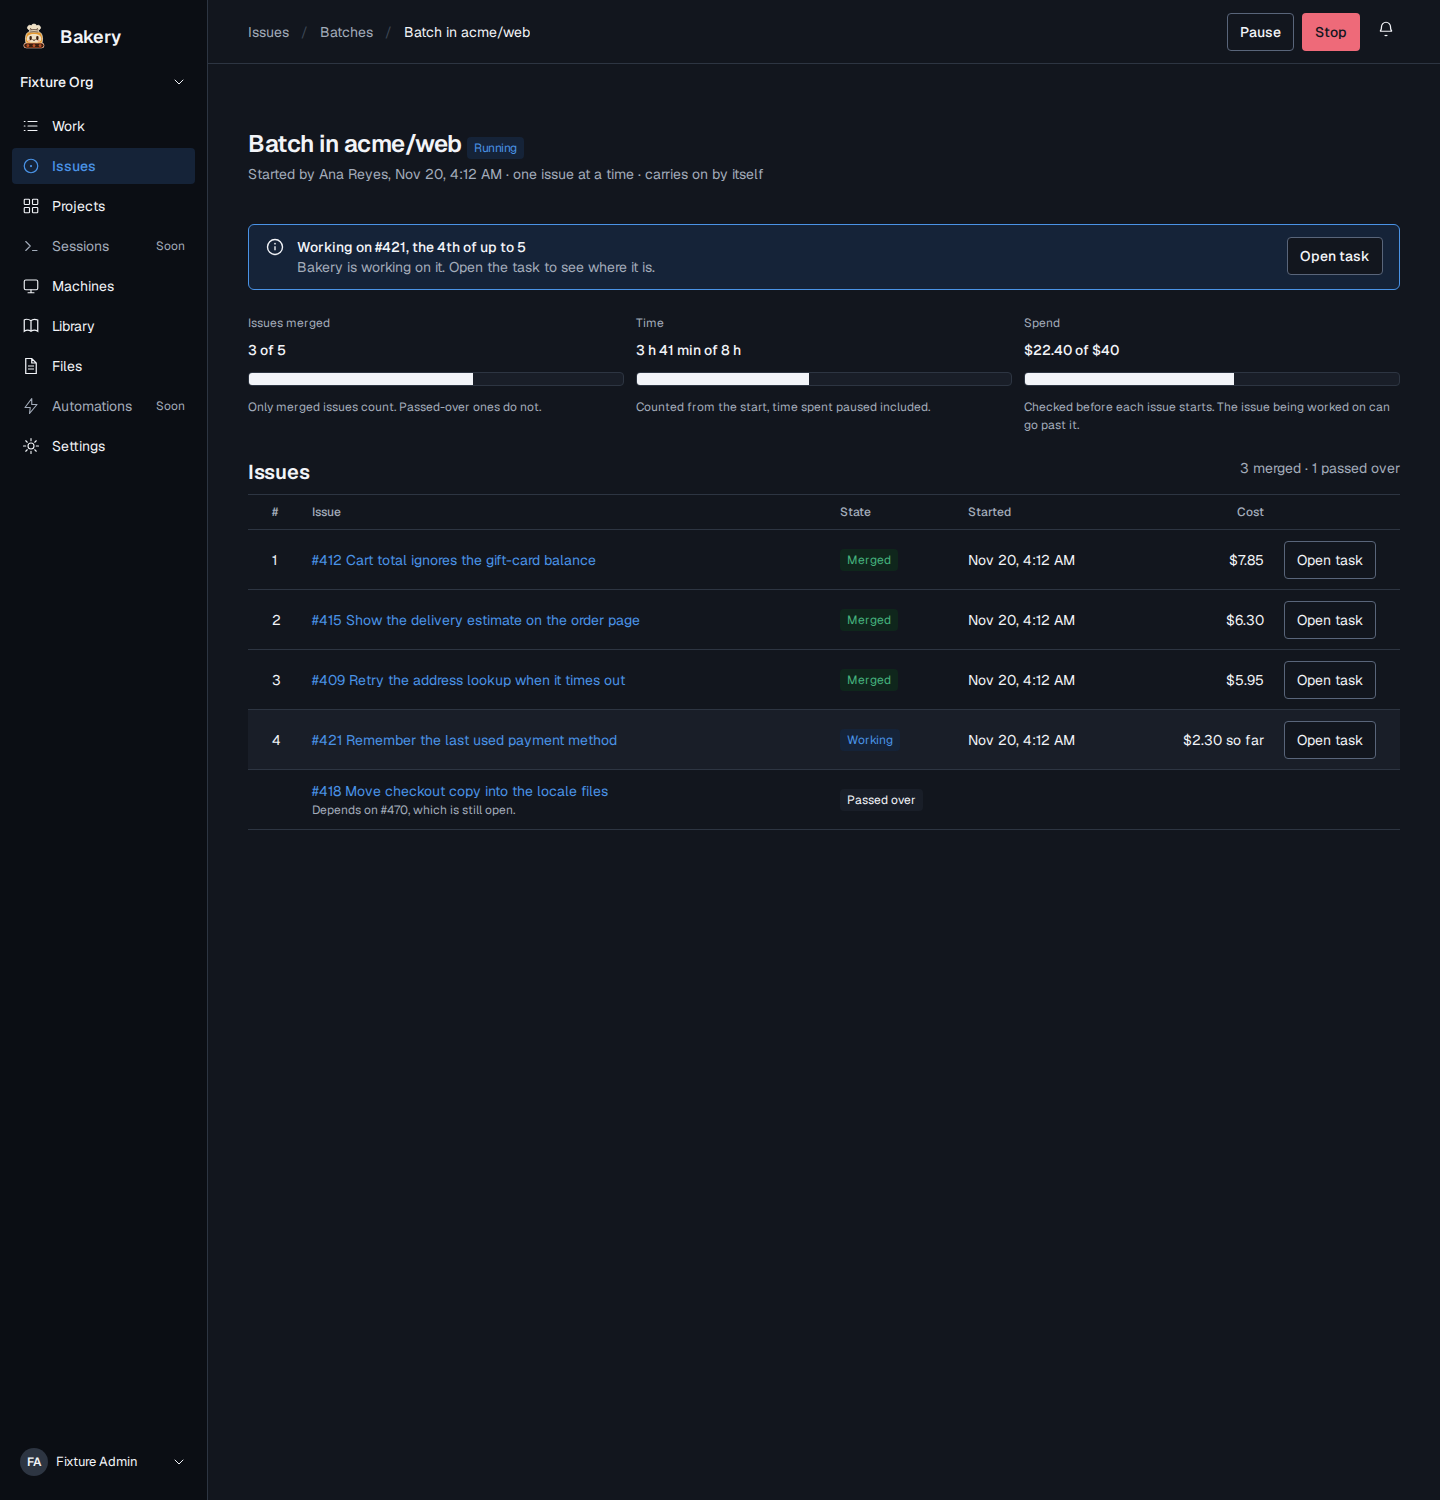 Bakery
Fixture Org
Work
Issues
Projects
Sessions Soon
Machines
Library
Files
Automations Soon
Settings
FA Fixture Admin
Issues / Batches / Batch in acme/web
Pause
Stop
Batch in acme/web Running
Started by Ana Reyes, Nov 20, 4:12 AM · one issue at a time · carries on by itself
Working on #421, the 4th of up to 5
Bakery is working on it. Open the task to see where it is.
Open task
Issues merged
3 of 5
Only merged issues count. Passed-over ones do not.
Time
3 h 41 min of 8 h
Counted from the start, time spent paused included.
Spend
$22.40 of $40
Checked before each issue starts. The issue being worked on can
go past it.
Issues
3 merged · 1 passed over
# Issue State Started Cost
1 #412 Cart total ignores the gift-card balance Merged Nov 20, 4:12 AM $7.85 Open task
2 #415 Show the delivery estimate on the order page Merged Nov 20, 4:12 AM $6.30 Open task
3 #409 Retry the address lookup when it times out Merged Nov 20, 4:12 AM $5.95 Open task
4 #421 Remember the last used payment method Working Nov 20, 4:12 AM $2.30 so far Open task
#418 Move checkout copy into the locale files Passed over
Depends on #470, which is still open.